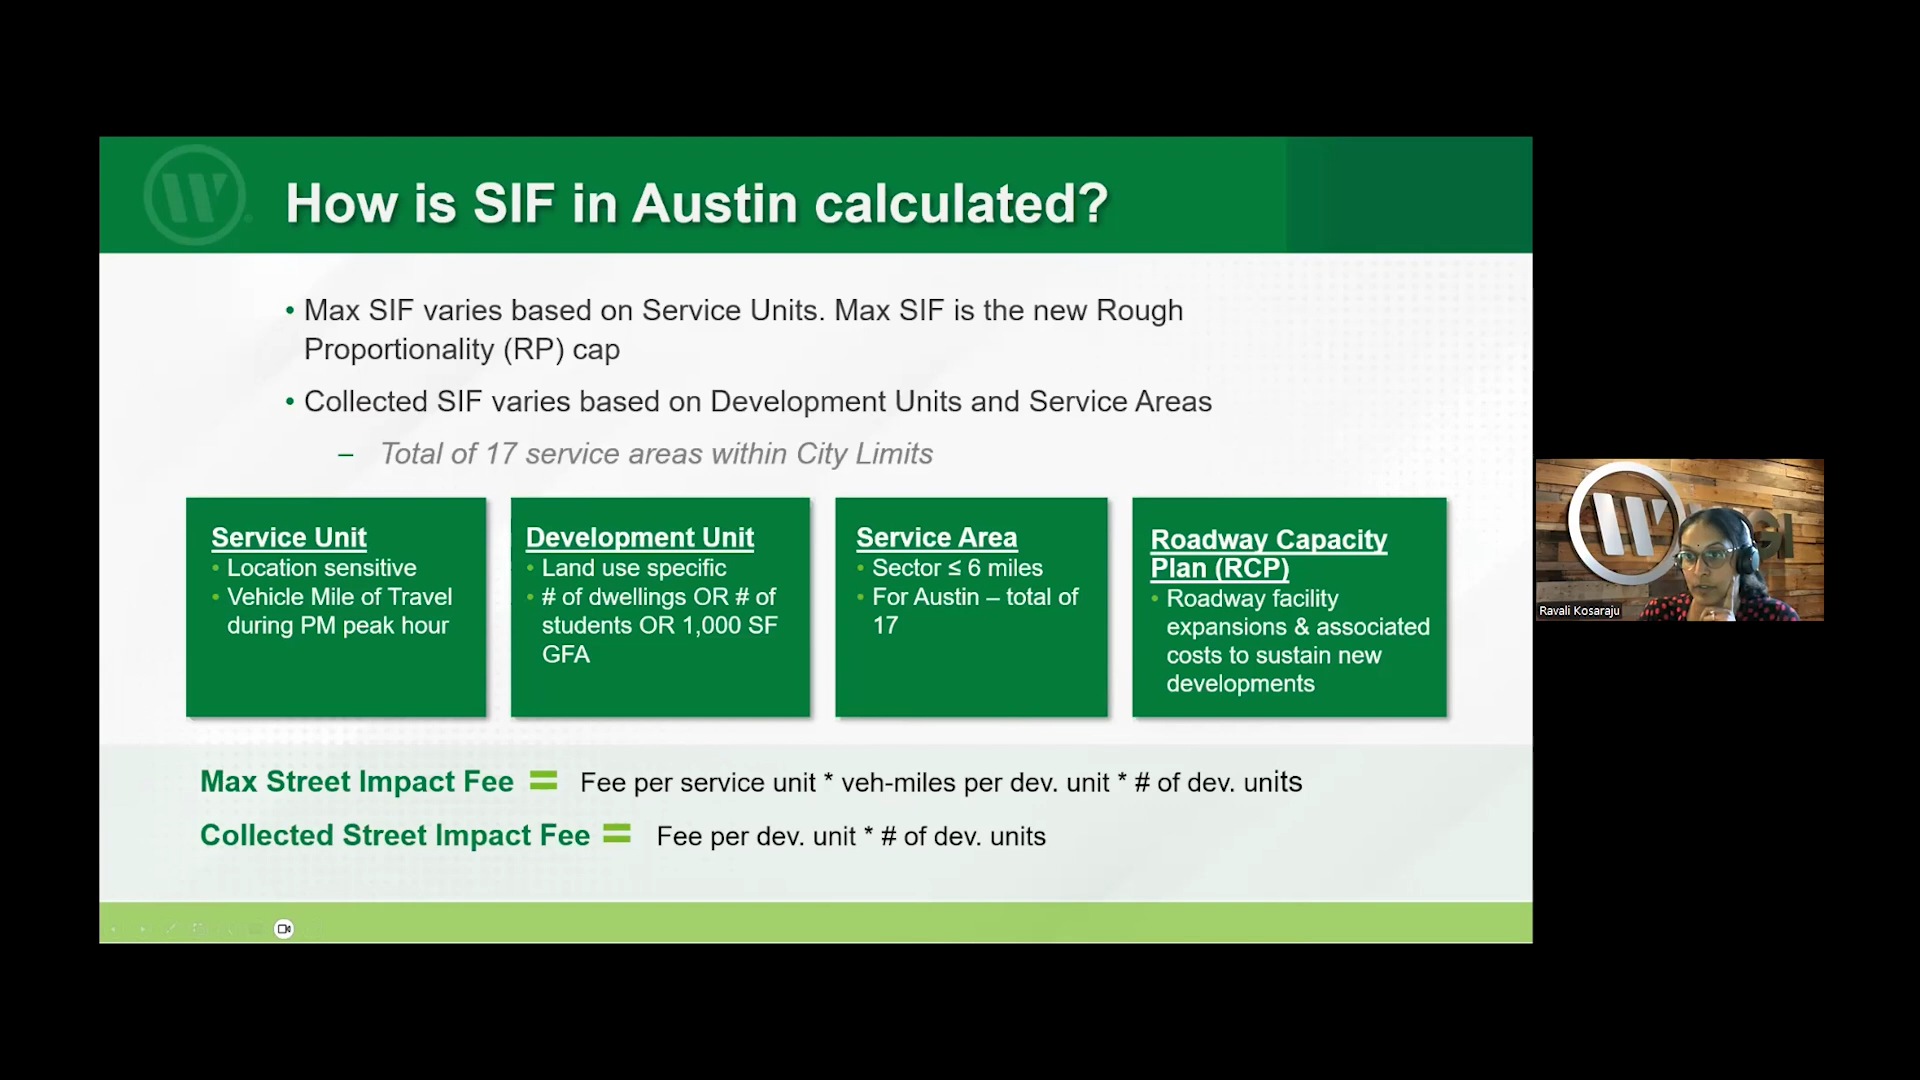 How is SIF in Austin calculated?
• Max SIF varies based on Service Units. Max SIF is the new Rough
Proportionality (RP) cap
• Collected SIF varies based on Development Units and Service Areas
– Total of 17 service areas within City Limits
Service Unit
• Location sensitive
• Vehicle Mile of Travel
during PM peak hour
Development Unit
• Land use specific
• # of dwellings OR # of
students OR 1,000 SF
GFA
Service Area
• Sector ≤ 6 miles
• For Austin – total of
17
Roadway Capacity
Plan (RCP)
• Roadway facility
expansions & associated
costs to sustain new
developments
Max Street Impact Fee = Fee per service unit * veh-miles per dev. unit * # of dev. units
Collected Street Impact Fee = Fee per dev. unit * # of dev. units
Ravali Kosaraju